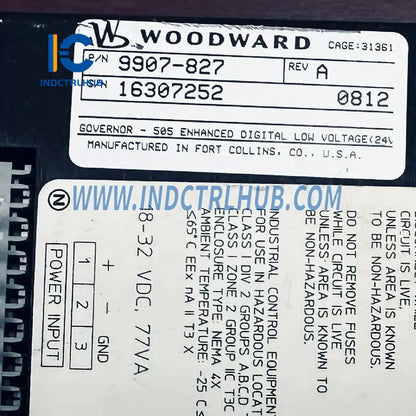 WOODWARD
CAGE:31361
P/N 9907-827
REV A
S/N 16307252
0812
GOVERNOR - 505 ENHANCED DIGITAL LOW VOLTAGE(24V
MANUFACTURED IN FORT COLLINS, CO., U.S.A.
IC
INDCTRLHUB
WWW.INDCTRLHUB.COM
N
18-32 VDC, 77VA
+ - GND
1 2 3
POWER INPUT
INDUSTRIAL CONTROL EQUIPMENT
FOR USE IN HAZARDOUS LOCAT
CLASS I DIV 2 GROUPS A,B,C,D
CLASS I ZONE 2 GROUP IIC T3C
ENCLOSURE TYPE: NEMA 4X
AMBIENT TEMPERATURE: -25 C ≤
≤65°C EEx nA II T3 X
DO NOT REMOVE FUSES
WHILE CIRCUIT IS LIVE
UNLESS AREA IS KNOWN
TO BE NON-HAZARDOUS.
CIRCUIT IS LIVE,
UNLESS AREA IS KNOWN
TO BE NON-HAZARDOUS.